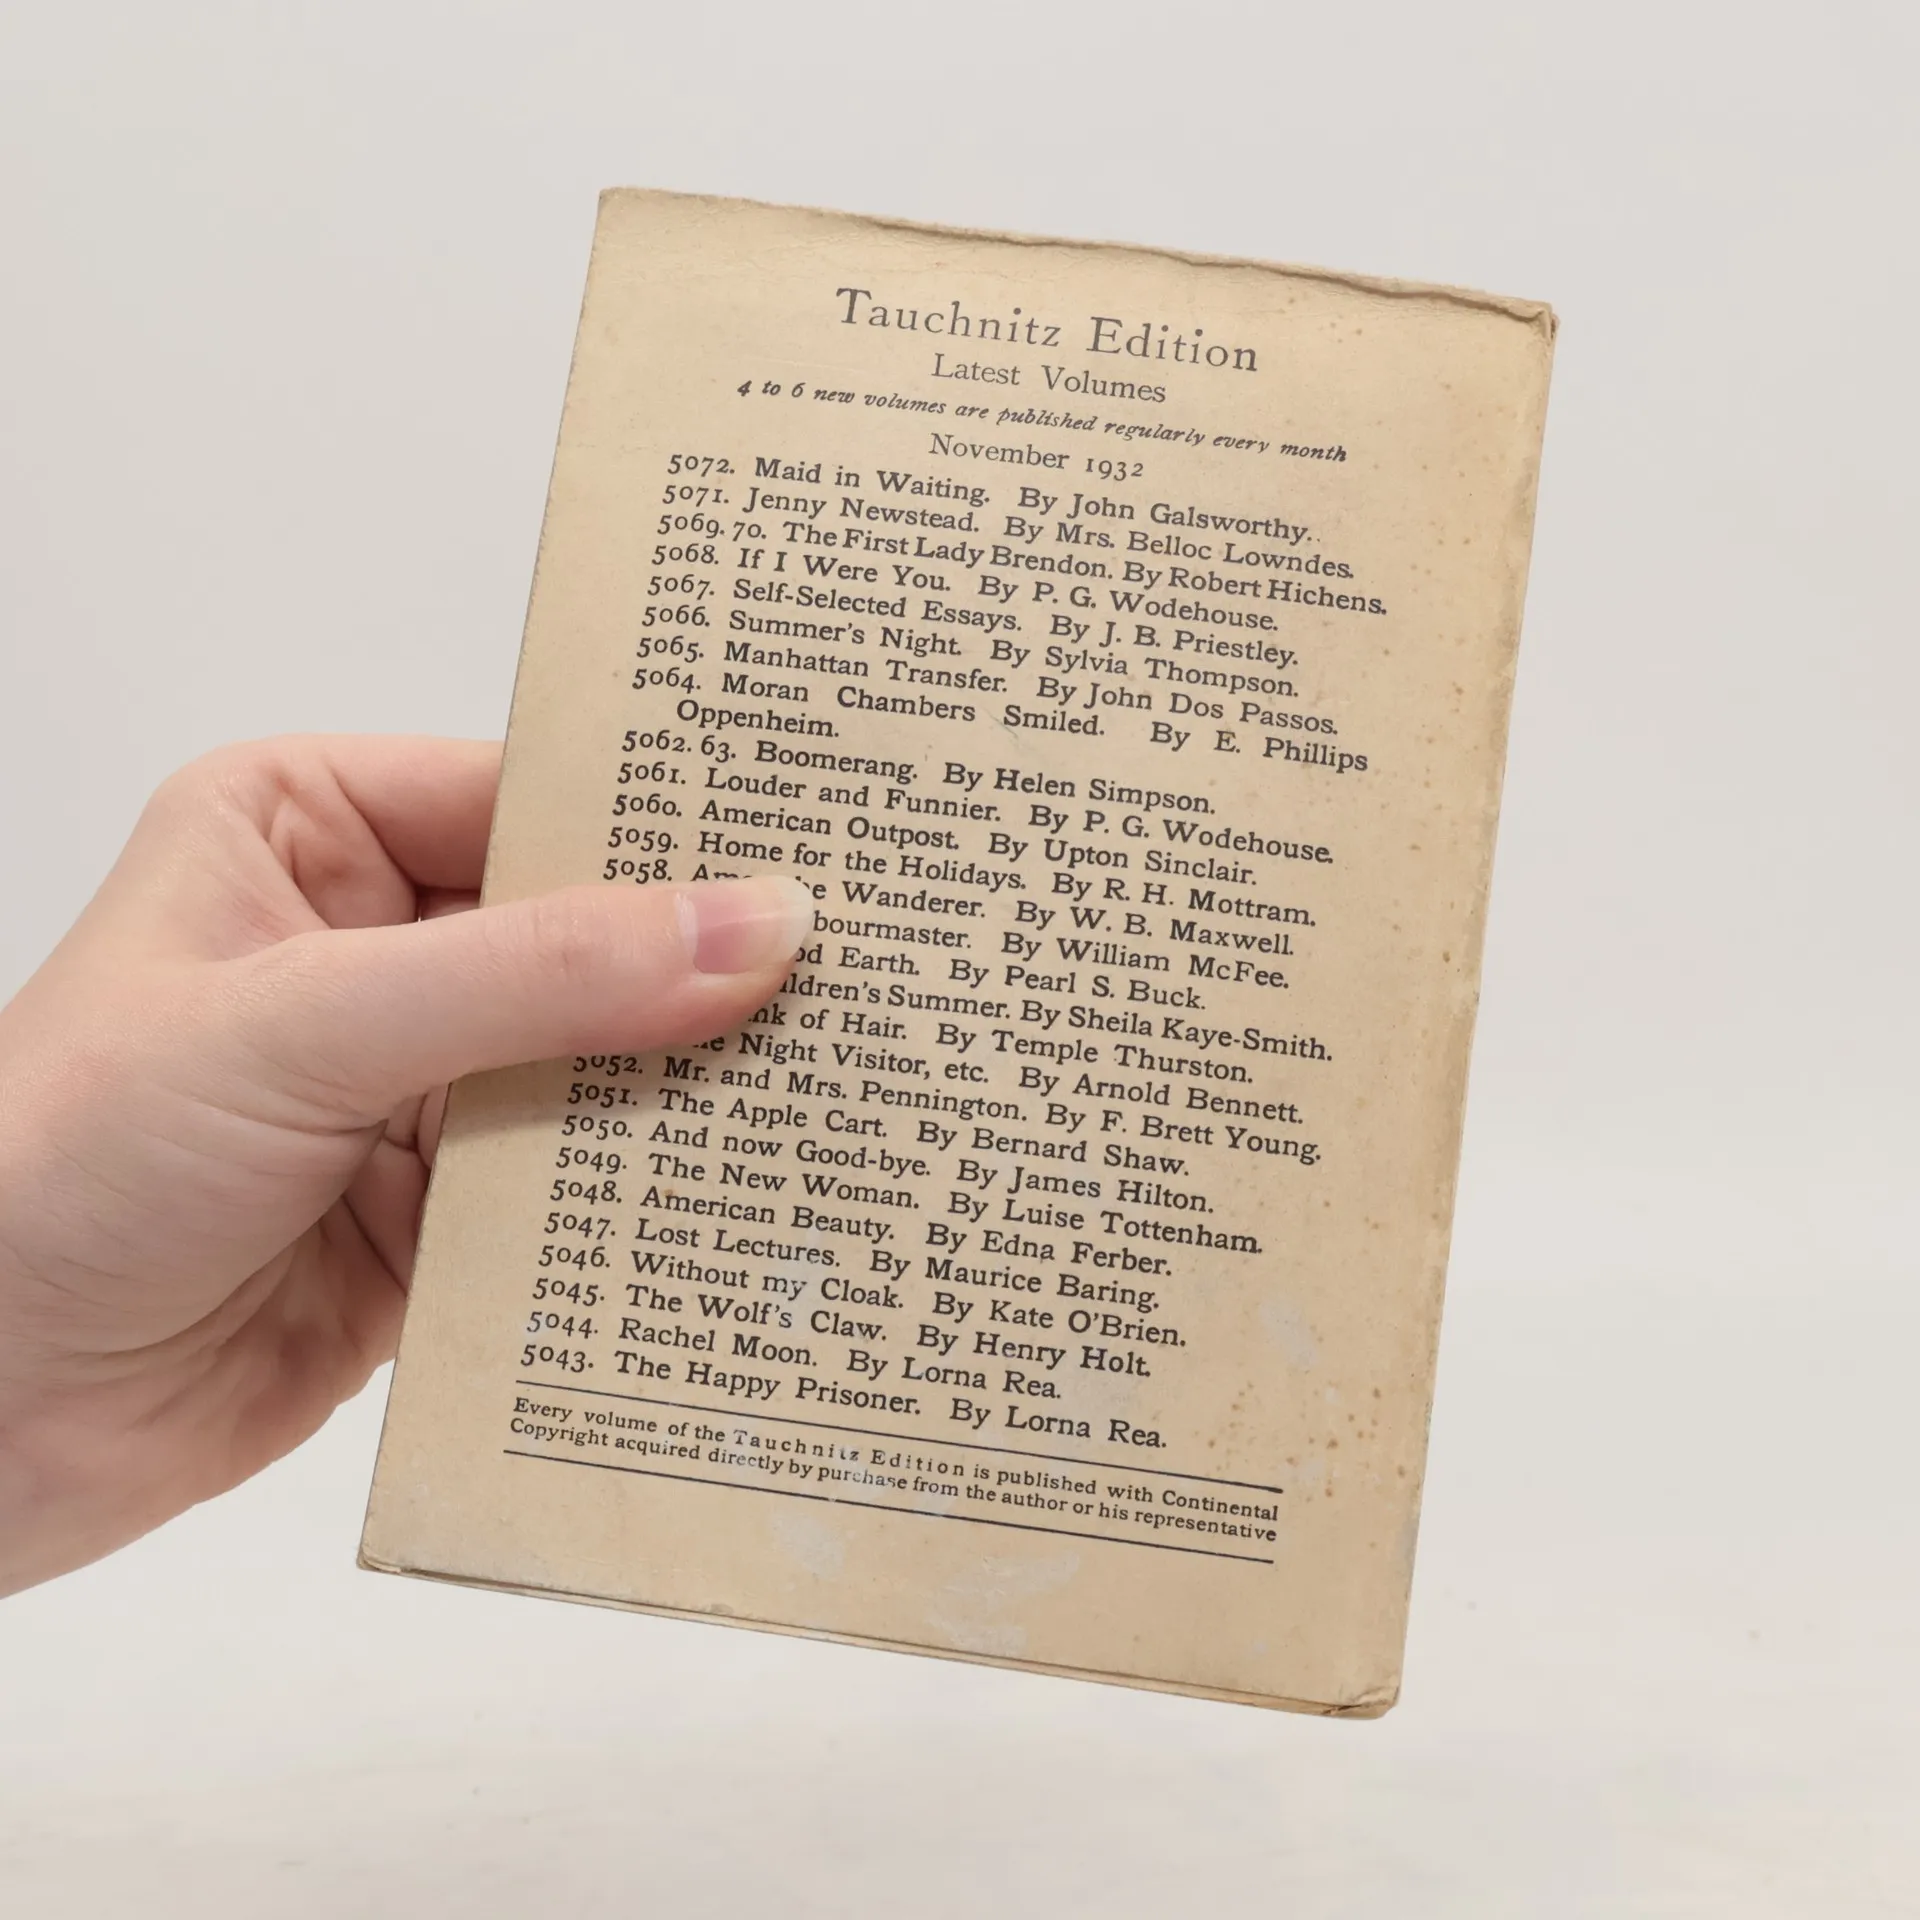 Tauchnitz Edition
Latest Volumes
4 to 6 new volumes are published regularly every month
November 1932
5072. Maid in Waiting. By John Galsworthy.
5071. Jenny Newstead. By Mrs. Belloc Lowndes.
5069. 70. The First Lady Brendon. By Robert Hichens.
5068. If I Were You. By P. G. Wodehouse.
5067. Self-Selected Essays. By J. B. Priestley.
5066. Summer's Night. By Sylvia Thompson.
5065. Manhattan Transfer. By John Dos Passos.
5064. Moran Chambers Smiled. By E. Phillips
Oppenheim.
5062. 63. Boomerang. By Helen Simpson.
5061. Louder and Funnier. By P. G. Wodehouse.
5060. American Outpost. By Upton Sinclair.
5059. Home for the Holidays. By R. H. Mottram.
5058. Wanderer. By W. B. Maxwell.
bourmaster. By William McFee.
Earth. By Pearl S. Buck.
ildren's Summer. By Sheila Kaye-Smith.
of Hair. By Temple Thurston.
Night Visitor, etc. By Arnold Bennett.
5052. Mr. and Mrs. Pennington. By F. Brett Young.
5051. The Apple Cart. By Bernard Shaw.
5050. And now Good-bye. By James Hilton.
5049. The New Woman. By Luise Tottenham.
5048. American Beauty. By Edna Ferber.
5047. Lost Lectures. By Maurice Baring.
5046. Without my Cloak. By Kate O'Brien.
5045. The Wolf's Claw. By Henry Holt.
5044. Rachel Moon. By Lorna Rea.
5043. The Happy Prisoner. By Lorna Rea.
Every volume of the Tauchnitz Edition is published with Continental
Copyright acquired directly by purchase from the author or his representative